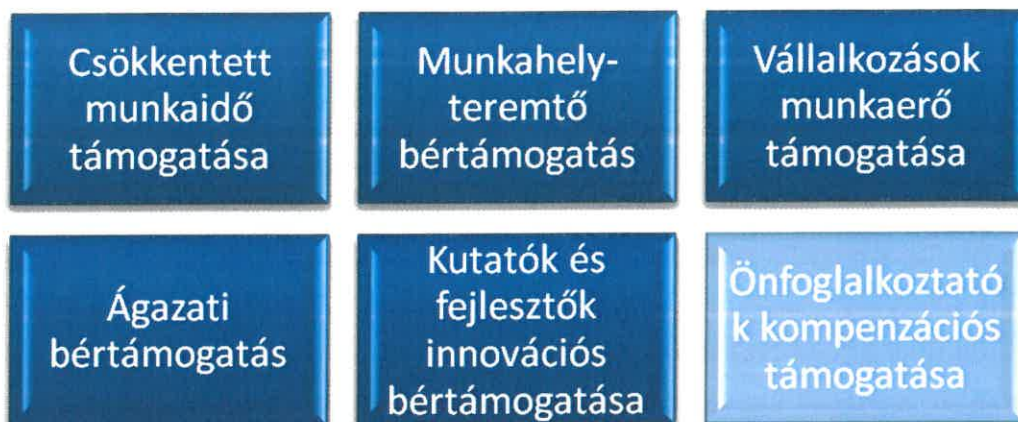 Csökkentett
munkaidő
támogatása
Munkahely-
teremtő
bértámogatás
Vállalkozások
munkaerő
támogatása
Ágazati
bértámogatás
Kutatók és
fejlesztők
innovációs
bértámogatása
Önfoglalkoztató
k kompenzációs
támogatása